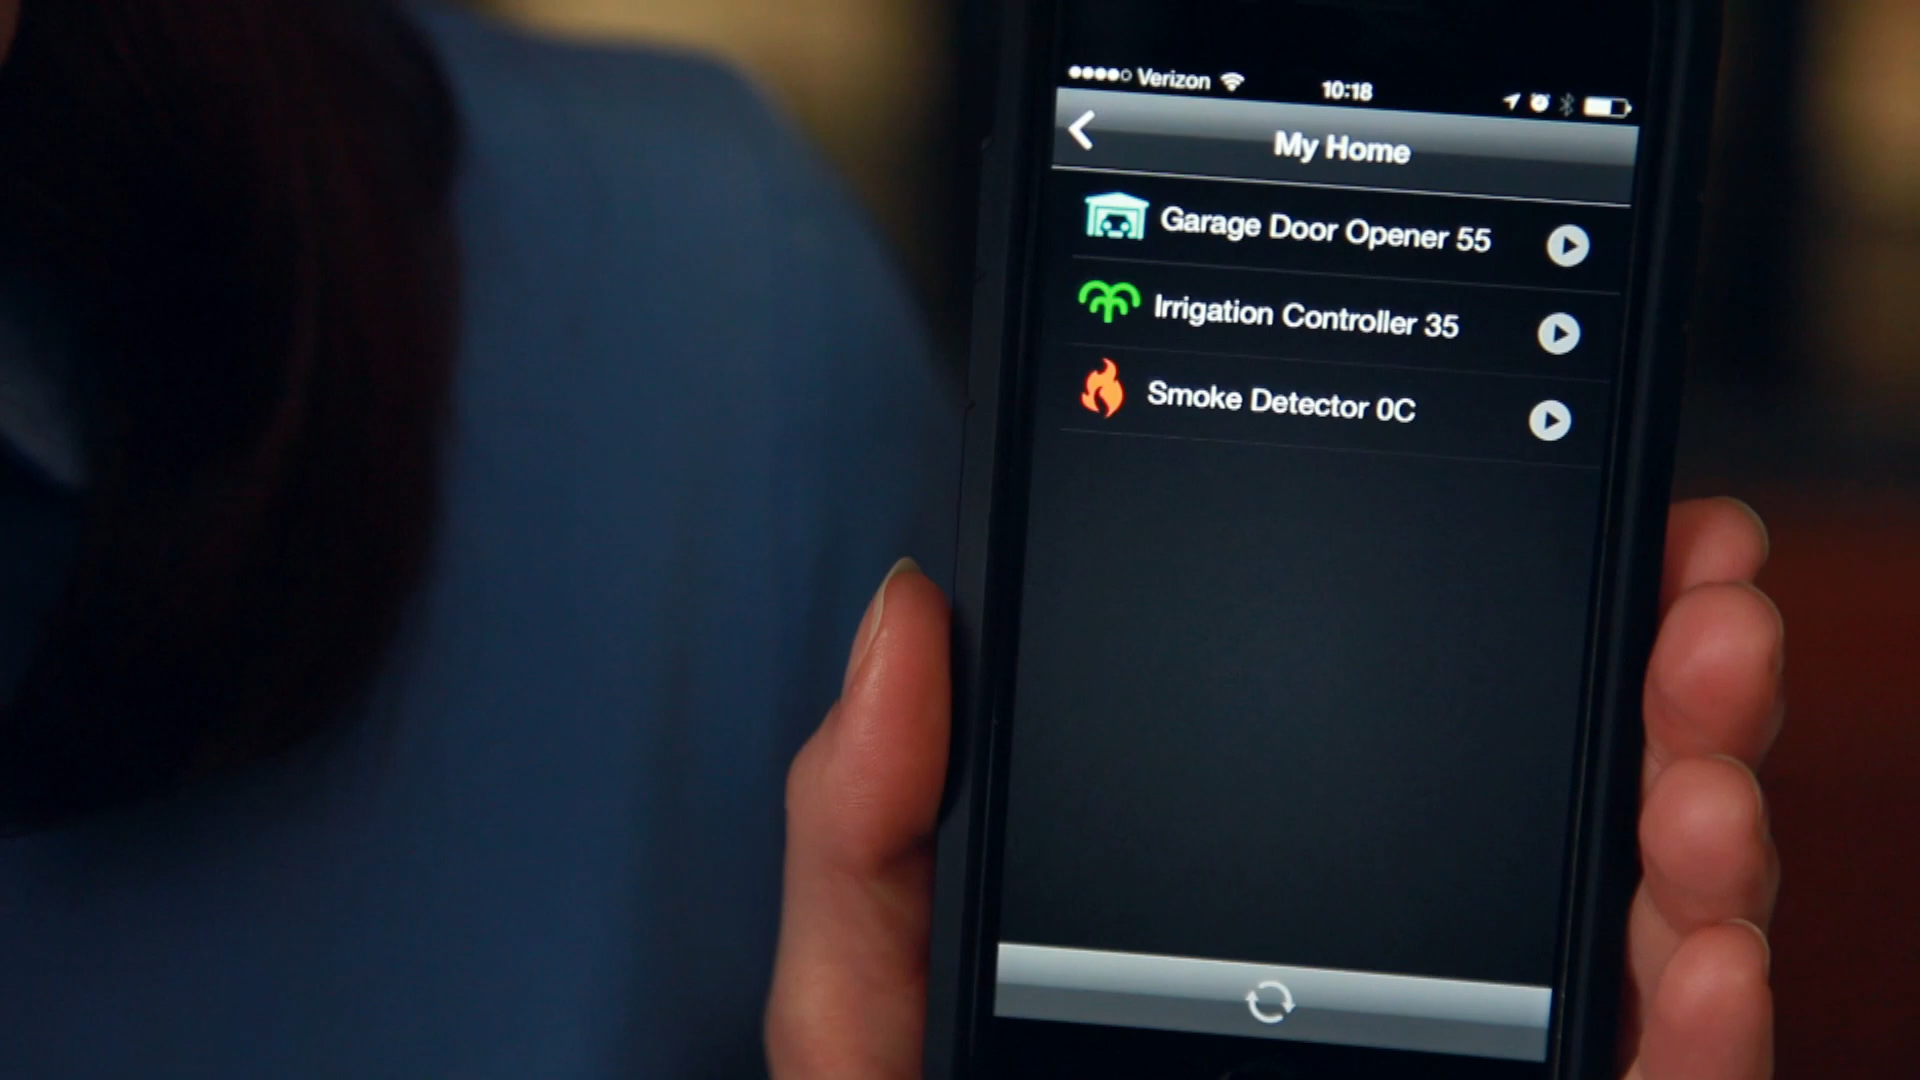 Verizon 10:18
My Home
Garage Door Opener 55
Irrigation Controller 35
Smoke Detector 0C